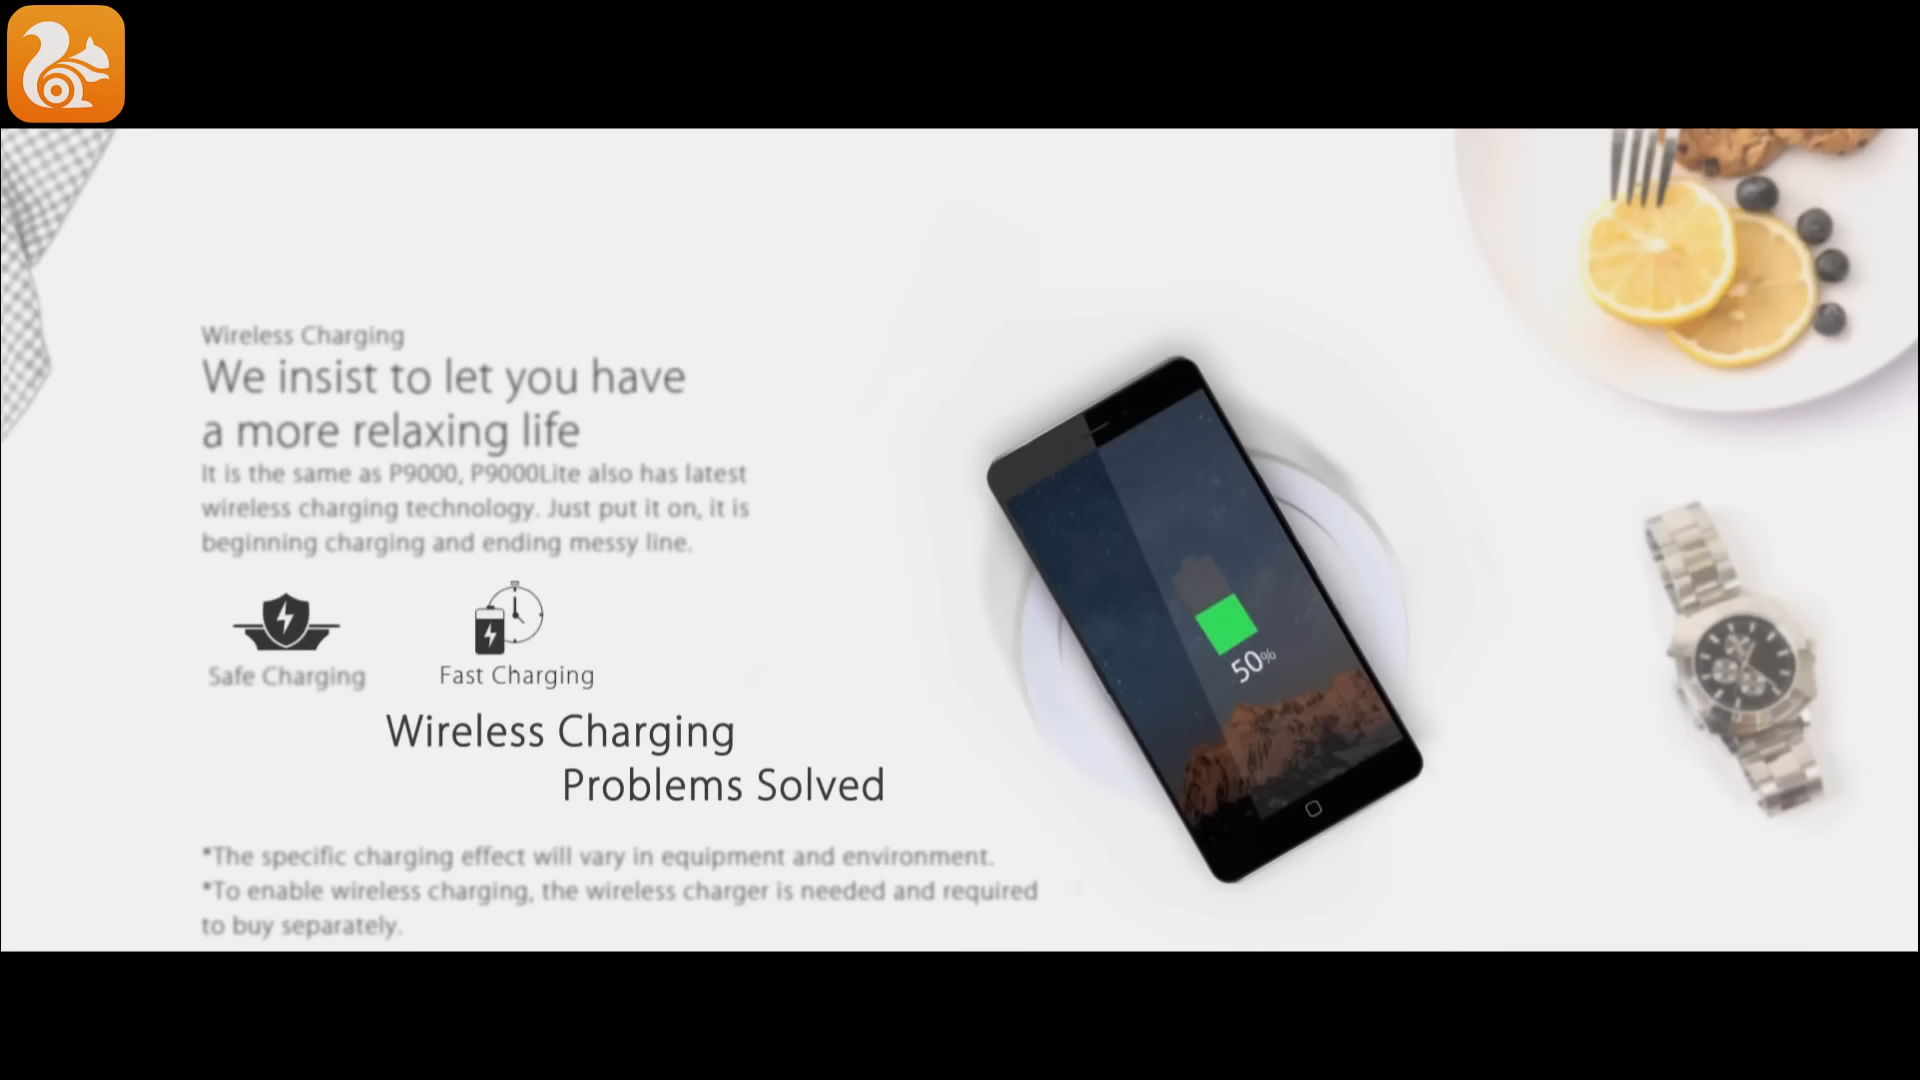 Wireless Charging
We insist to let you have
a more relaxing life
It is the same as P9000, P9000Lite also has latest
wireless charging technology. Just put it on, it is
beginning charging and ending messy line.
Safe Charging
Fast Charging
Wireless Charging
Problems Solved
*The specific charging effect will vary in equipment and environment.
*To enable wireless charging, the wireless charger is needed and required
to buy separately.
50%